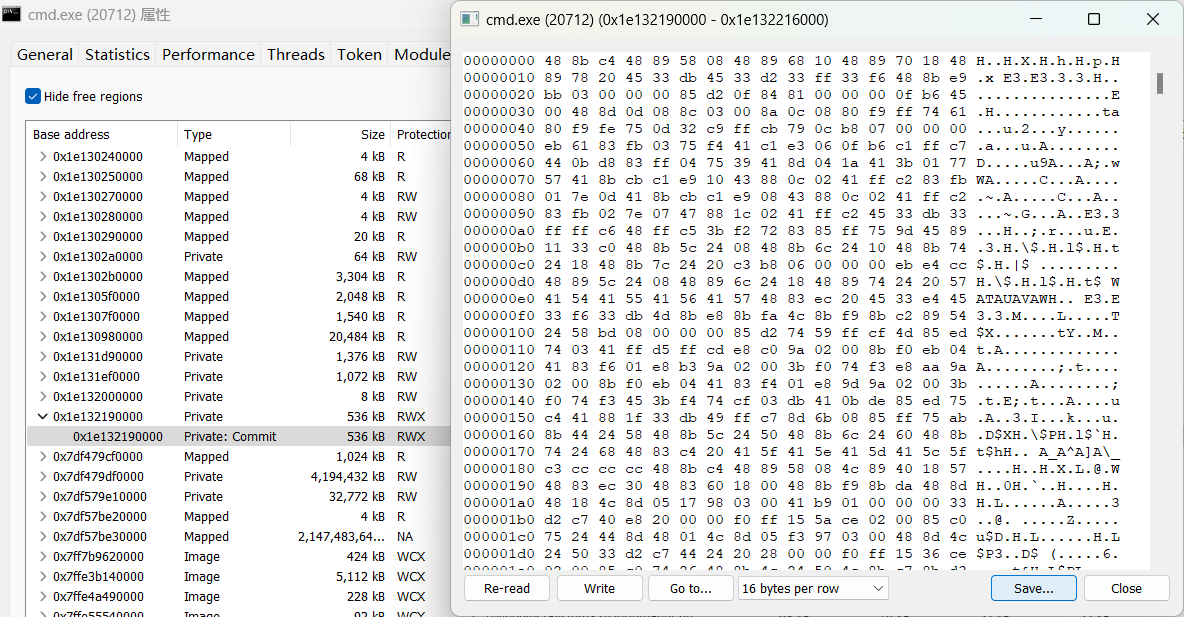 cmd.exe (20712) 属性
General Statistics Performance Threads Token Module
Hide free regions
Base address Type Size Protection
0x1e130240000 Mapped 4 kB R
0x1e130250000 Mapped 68 kB R
0x1e130270000 Mapped 4 kB RW
0x1e130280000 Mapped 4 kB RW
0x1e130290000 Mapped 20 kB R
0x1e1302a0000 Private 64 kB RW
0x1e1302b0000 Mapped 3,304 kB R
0x1e1305f0000 Mapped 2,048 kB R
0x1e1307f0000 Mapped 1,540 kB R
0x1e130980000 Mapped 20,484 kB R
0x1e131d90000 Private 1,376 kB RW
0x1e131ef0000 Private 1,072 kB RW
0x1e132000000 Private 8 kB RW
0x1e132190000 Private 536 kB RWX
0x1e132190000 Private: Commit 536 kB RWX
0x7df479cf0000 Mapped 1,024 kB R
0x7df479df0000 Private 4,194,432 kB RW
0x7df579e10000 Private 32,772 kB RW
0x7df57be20000 Mapped 4 kB R
0x7df57be30000 Mapped 2,147,483,64... NA
0x7ff7b9620000 Image 424 kB WCX
0x7ffe3b140000 Image 5,112 kB WCX
0x7ffe4a490000 Image 228 kB WCX
0x7ffe55540000 Image 92 kB WCX
cmd.exe (20712) (0x1e132190000 - 0x1e132216000)
00000000 48 8b c4 48 89 58 08 48 89 68 10 48 89 70 18 48 H..H.X.H.h.H.p.H
00000010 89 78 20 45 33 db 45 33 d2 33 ff 33 f6 48 8b e9 .x E3.E3.3.3.H..
00000020 bb 03 00 00 00 85 d2 0f 84 81 00 00 00 0f b6 45 ...............E
00000030 00 48 8d 0d 08 8c 03 00 8a 0c 08 80 f9 ff 74 61 .H............ta
00000040 80 f9 fe 75 0d 32 c9 ff cb 79 0c b8 07 00 00 00 ...u.2...y......
00000050 eb 61 83 fb 03 75 f4 41 c1 e3 06 0f b6 c1 ff c7 .a...u.A........
00000060 44 0b d8 83 ff 04 75 39 41 8d 04 1a 41 3b 01 77 D.....u9A...A;.w
00000070 57 41 8b cb c1 e9 10 43 88 0c 02 41 ff c2 83 fb WA.....C...A....
00000080 01 7e 0d 41 8b cb c1 e9 08 43 88 0c 02 41 ff c2 .~.A.....C...A..
00000090 83 fb 02 7e 07 47 88 1c 02 41 ff c2 45 33 db 33 ...~.G...A..E3.3
000000a0 ff ff c6 48 ff c5 3b f2 72 83 85 ff 75 9d 45 89 ...H..;.r...u.E.
000000b0 11 33 c0 48 8b 5c 24 08 48 8b 6c 24 10 48 8b 74 .3.H.\$.H.l$.H.t
000000c0 24 18 48 8b 7c 24 20 c3 b8 06 00 00 00 eb e4 cc $.H.|$ .........
000000d0 48 89 5c 24 08 48 89 6c 24 18 48 89 74 24 20 57 H.\$.H.l$.H.t$ W
000000e0 41 54 41 55 41 56 41 57 48 83 ec 20 45 33 e4 45 ATAUAVAWH.. E3.E
000000f0 33 f6 33 db 4d 8b e8 8b fa 4c 8b f9 8b c2 89 54 3.3.M....L.....T
00000100 24 58 bd 08 00 00 00 85 d2 74 59 ff cf 4d 85 ed $X.......tY..M..
00000110 74 03 41 ff d5 ff cd e8 c0 9a 02 00 8b f0 eb 04 t.A.............
00000120 41 83 f6 01 e8 b3 9a 02 00 3b f0 74 f3 e8 aa 9a A........;.t....
00000130 02 00 8b f0 eb 04 41 83 f4 01 e8 9d 9a 02 00 3b ......A........;
00000140 f0 74 f3 45 3b f4 74 cf 03 db 41 0b de 85 ed 75 .t.E;.t...A....u
00000150 c4 41 88 1f 33 db 49 ff c7 8d 6b 08 85 ff 75 ab .A..3.I...k...u.
00000160 8b 44 24 58 48 8b 5c 24 50 48 8b 6c 24 60 48 8b .D$XH.\$PH.l$`H.
00000170 74 24 68 48 83 c4 20 41 5f 41 5e 41 5d 41 5c 5f t$hH.. A_A^A]A\_
00000180 c3 cc cc cc 48 8b c4 48 89 58 08 4c 89 40 18 57 ....H..H.X.L.@.W
00000190 48 83 ec 30 48 83 60 18 00 48 8b f9 8b da 48 8d H..0H.`..H....H.
000001a0 48 18 4c 8d 05 17 98 03 00 41 b9 01 00 00 00 33 H.L......A.....3
000001b0 d2 c7 40 e8 20 00 00 f0 ff 15 5a ce 02 00 85 c0 ..@. .....Z.....
000001c0 75 24 44 8d 48 01 4c 8d 05 f3 97 03 00 48 8d 4c u$D.H.L......H.L
000001d0 24 50 33 d2 c7 44 24 20 28 00 00 f0 ff 15 36 ce $P3..D$ (.....6.
Re-read Write Go to... 16 bytes per row Save... Close